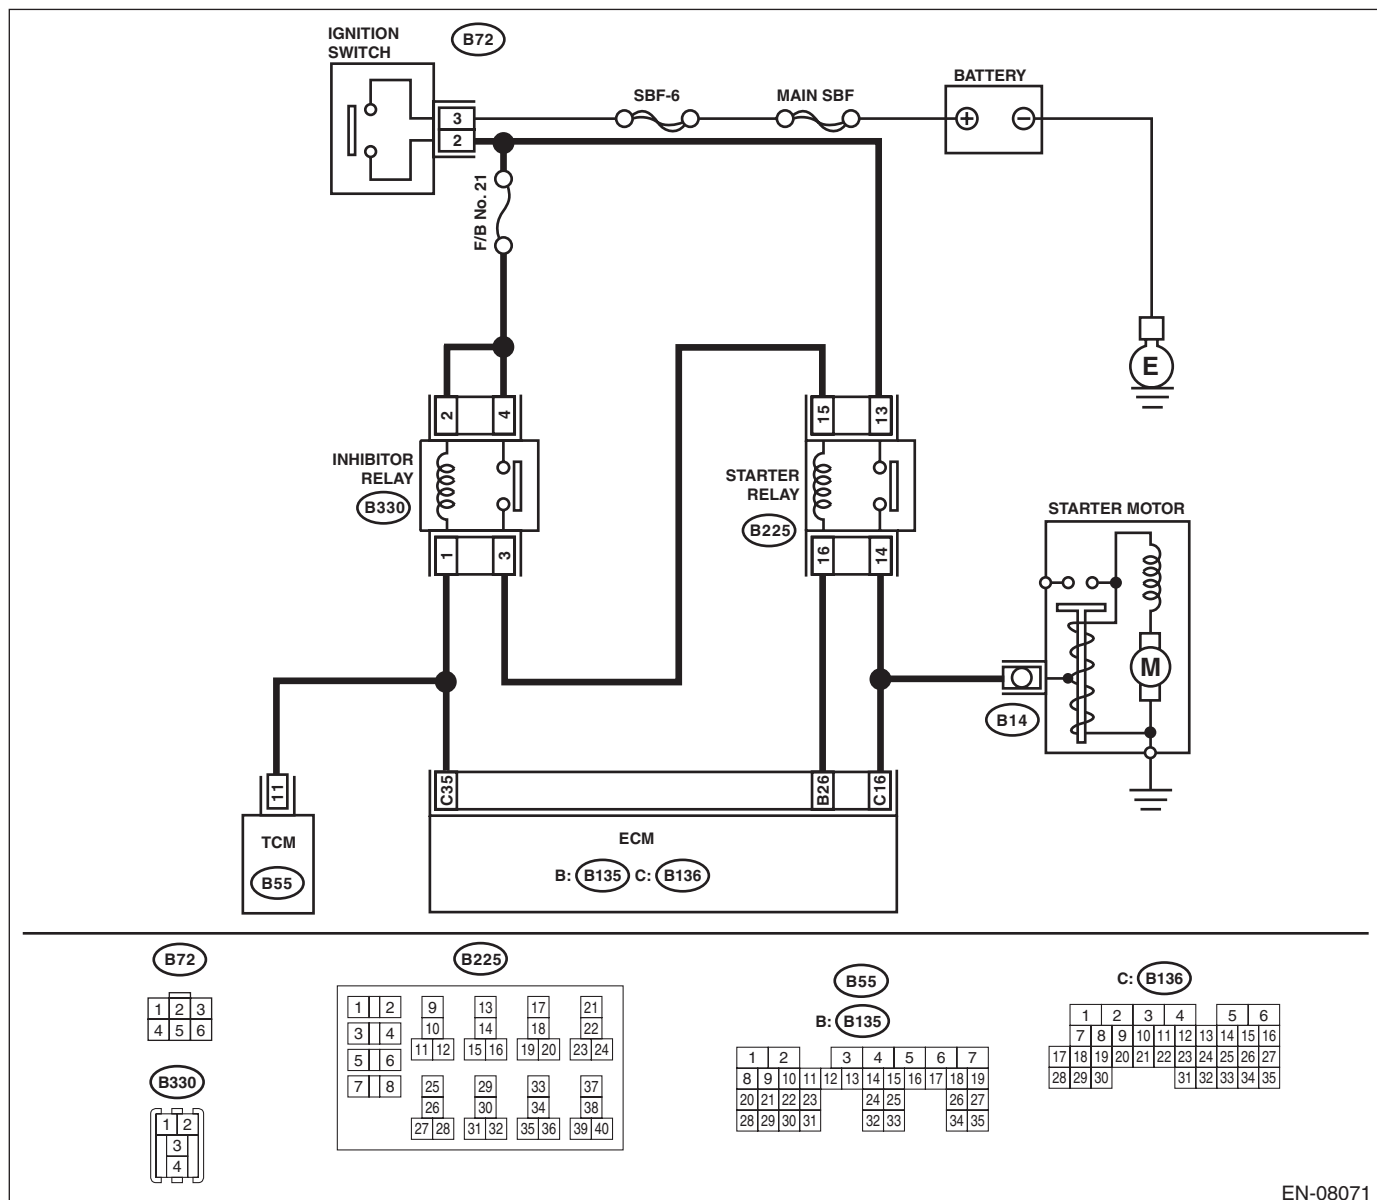 IGNITION
SWITCH
B72
3
2
SBF-6
MAIN SBF
BATTERY
+
−
F/B No. 21
E
2
4
15
13
INHIBITOR
RELAY
B330
STARTER
RELAY
B225
1
3
16
14
STARTER MOTOR
M
B14
11
C35
B26
C16
TCM
B55
ECM
B: B135 C: B136
B72
1 2 3
4 5 6
B330
1 2
3
4
B225
1 2
3 4
5 6
7 8
9
10
11 12
13
14
15 16
17
18
19 20
21
22
23 24
25
26
27 28
29
30
31 32
33
34
35 36
37
38
39 40
B55
B: B135
1 2 3 4 5 6 7
8 9 10 11 12 13 14 15 16 17 18 19
20 21 22 23 24 25 26 27
28 29 30 31 32 33 34 35
C: B136
1 2 3 4 5 6
7 8 9 10 11 12 13 14 15 16
17 18 19 20 21 22 23 24 25 26 27
28 29 30 31 32 33 34 35
EN-08071